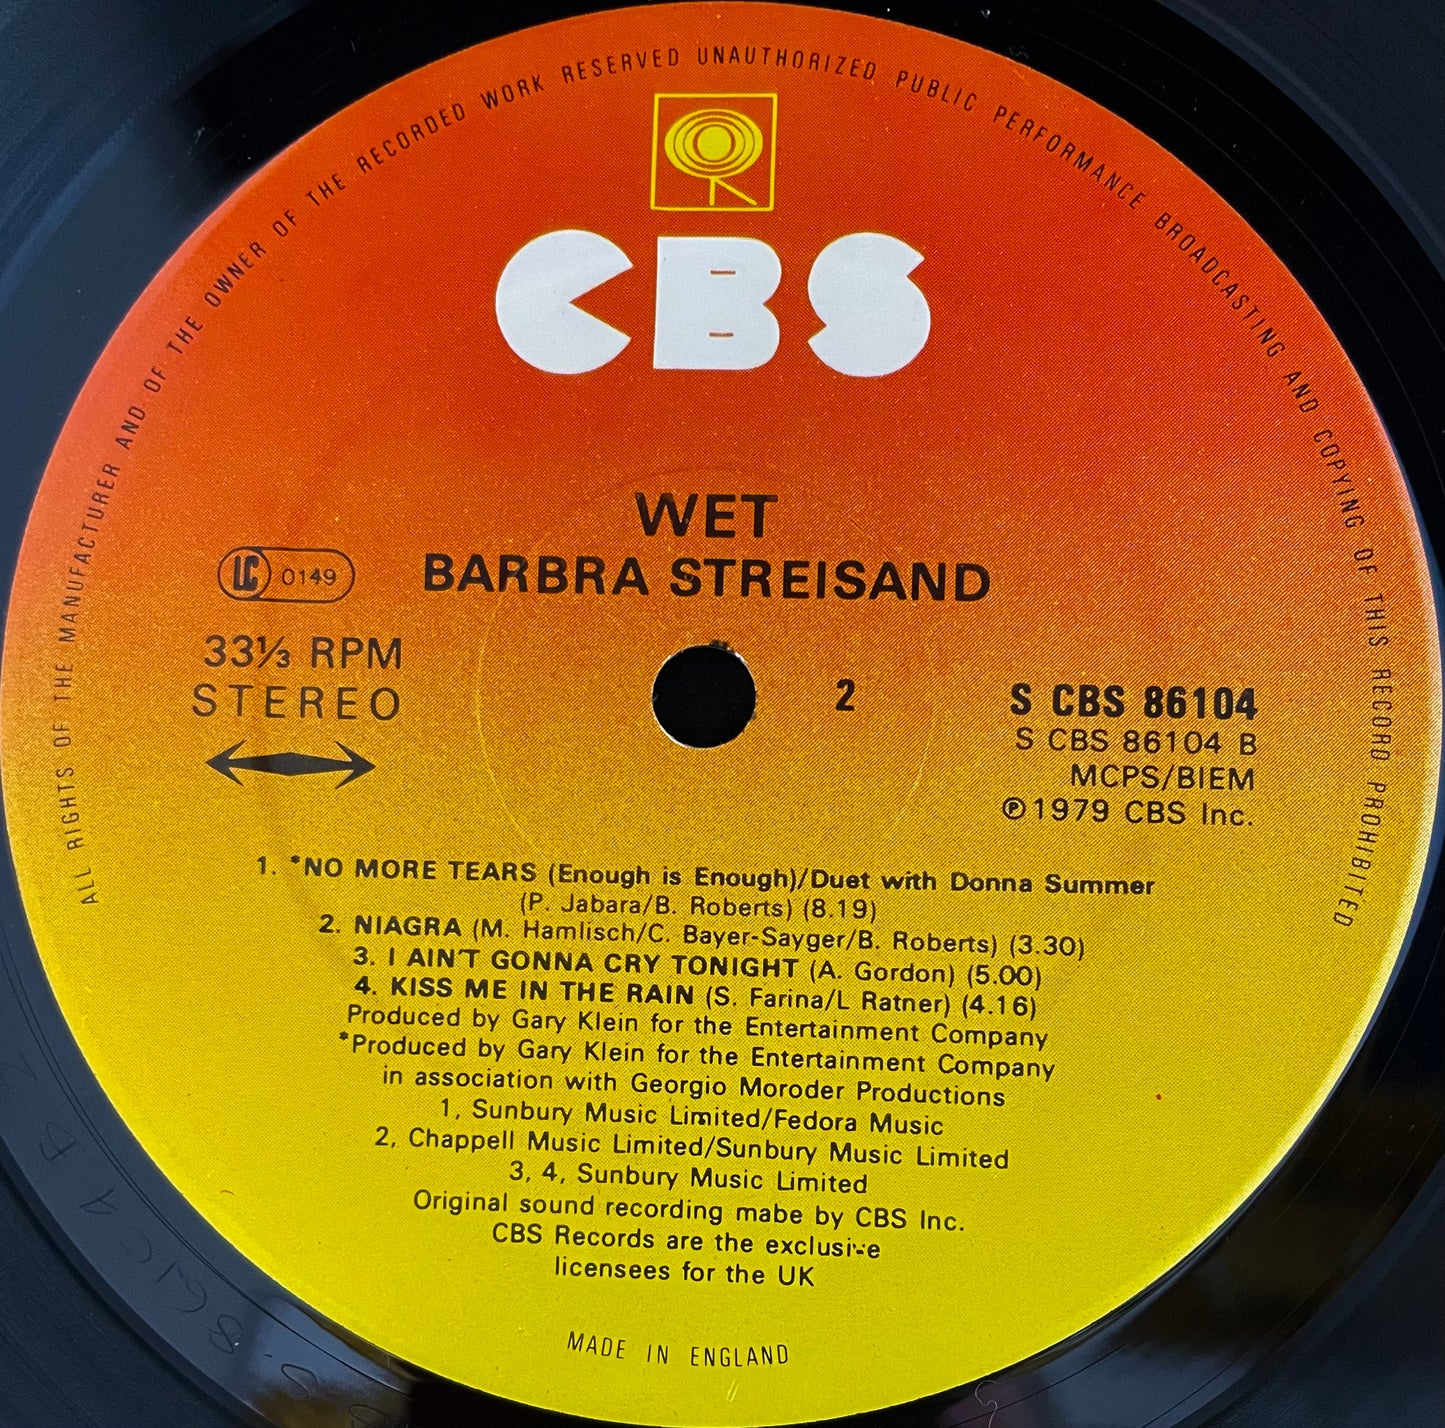 ALL RIGHTS OF THE MANUFACTURER AND OF THE OWNER OF THE RECORDED WORK RESERVED UNAUTHORIZED PUBLIC PERFORMANCE BROADCASTING AND COPYING OF THIS RECORD PROHIBITED
CBS
WET
BARBRA STREISAND
LC 0149
33⅓ RPM
STEREO
2
S CBS 86104
S CBS 86104 B
MCPS/BIEM
℗1979 CBS Inc.
1. *NO MORE TEARS (Enough is Enough)/Duet with Donna Summer
(P. Jabara/B. Roberts) (8.19)
2. NIAGRA (M. Hamlisch/C. Bayer-Sayger/B. Roberts) (3.30)
3. I AIN'T GONNA CRY TONIGHT (A. Gordon) (5.00)
4. KISS ME IN THE RAIN (S. Farina/L Ratner) (4.16)
Produced by Gary Klein for the Entertainment Company
*Produced by Gary Klein for the Entertainment Company
in association with Georgio Moroder Productions
1, Sunbury Music Limited/Fedora Music
2, Chappell Music Limited/Sunbury Music Limited
3, 4, Sunbury Music Limited
Original sound recording mabe by CBS Inc.
CBS Records are the exclusive
licensees for the UK
MADE IN ENGLAND